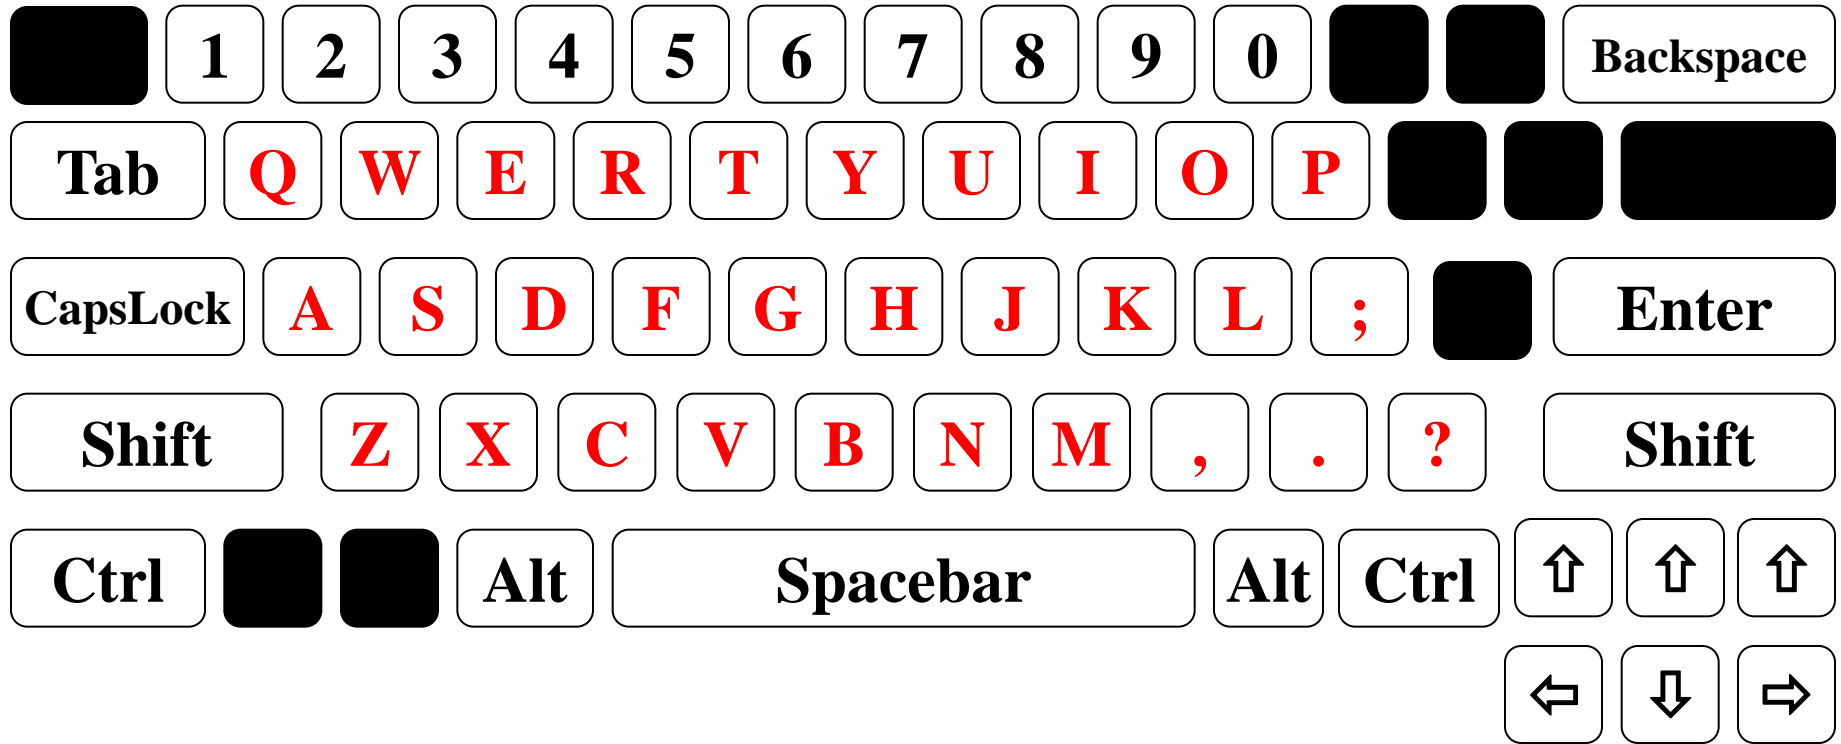 1 2 3 4 5 6 7 8 9 0 Backspace
Tab Q W E R T Y U I O P
CapsLock A S D F G H J K L ; Enter
Shift Z X C V B N M , . ? Shift
Ctrl Alt Spacebar Alt Ctrl ⇧ ⇧ ⇧
⇦ ⇩ ⇨